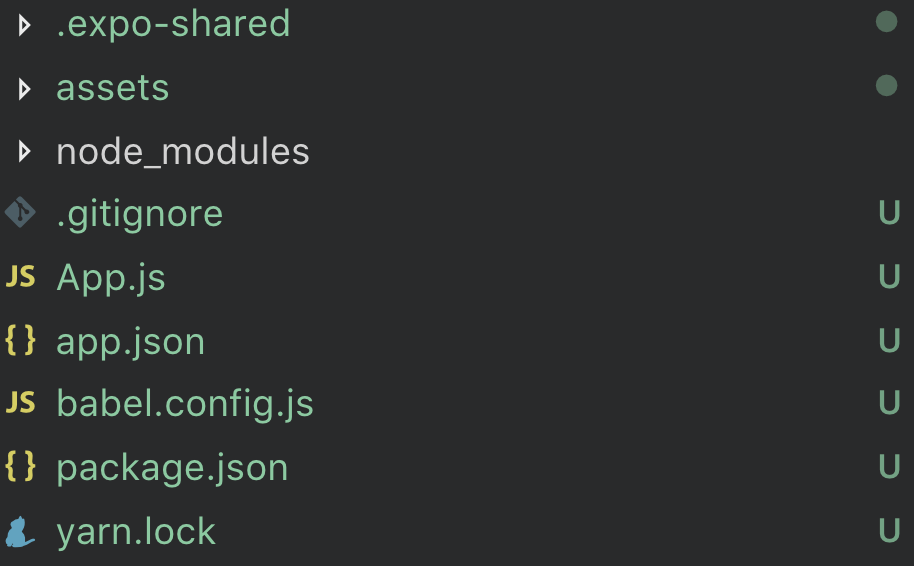 .expo-shared
assets
node_modules
.gitignore U
JS App.js U
{} app.json U
JS babel.config.js U
{} package.json U
yarn.lock U